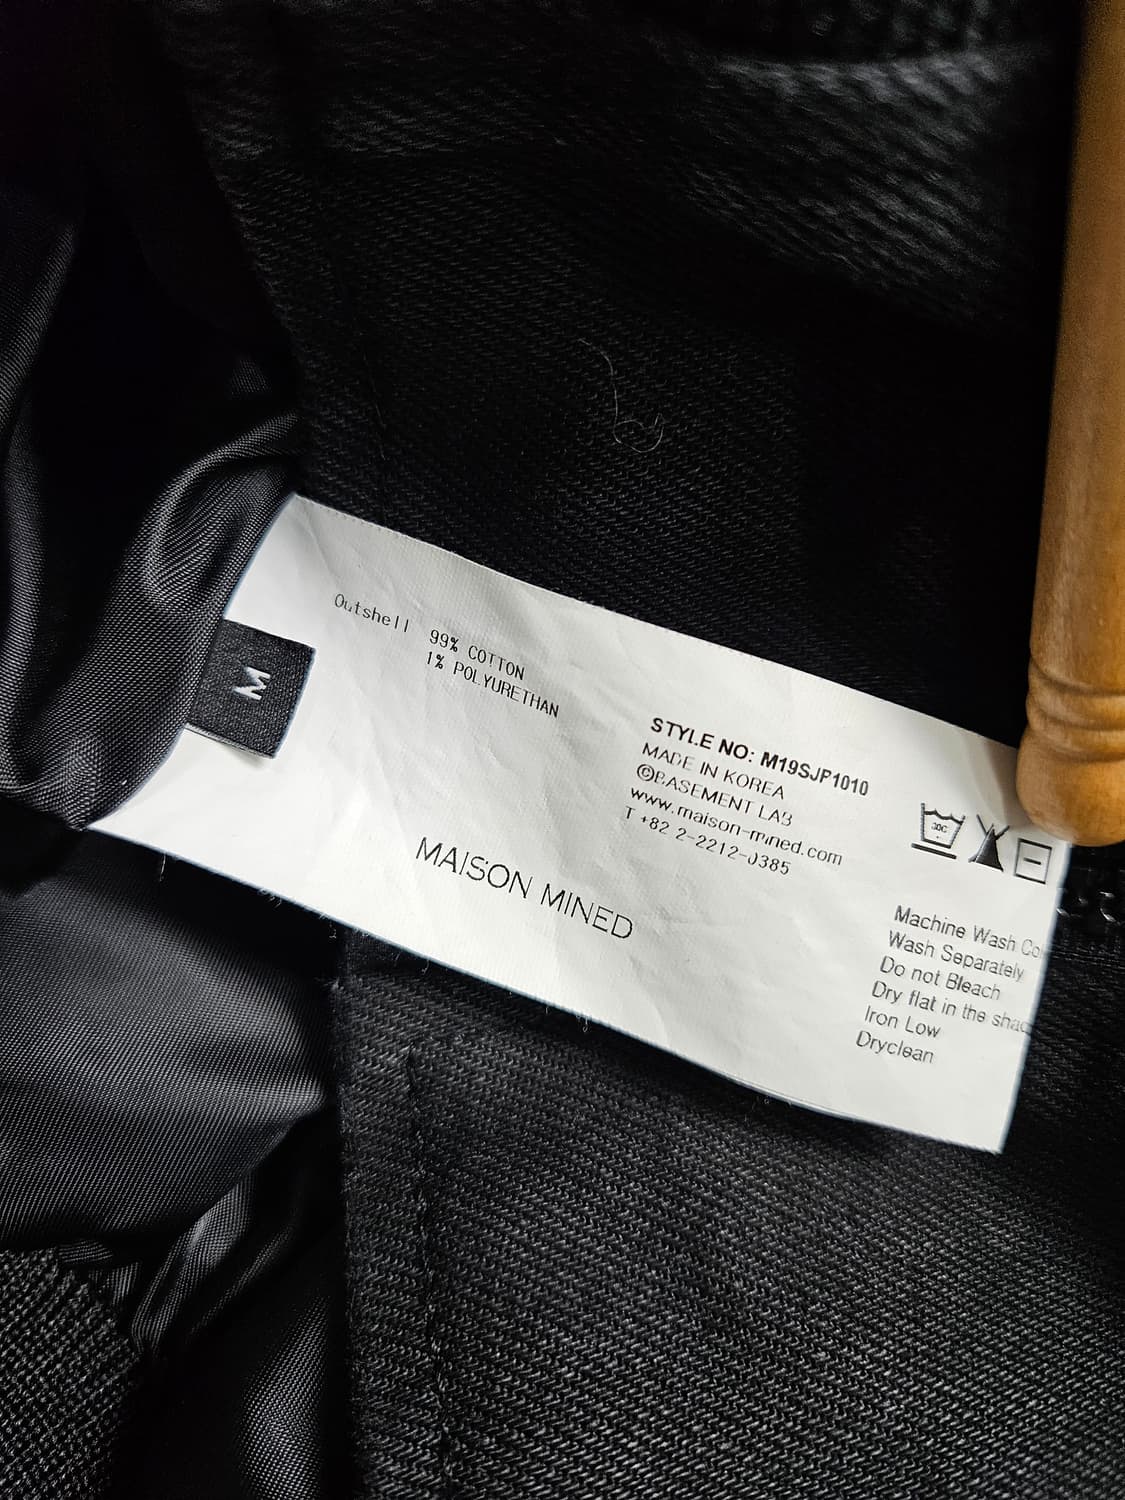 M
Outshell 99% COTTON
1% POLYURETHAN
MAISON MINED
STYLE NO: M19SJP1010
MADE IN KOREA
©BASEMENT LAB
www.maison-mined.com
T +82 2-2212-0385
30C
Machine Wash
Wash Separately
Do not Bleach
Dry flat in the
Iron Low
Dryclean